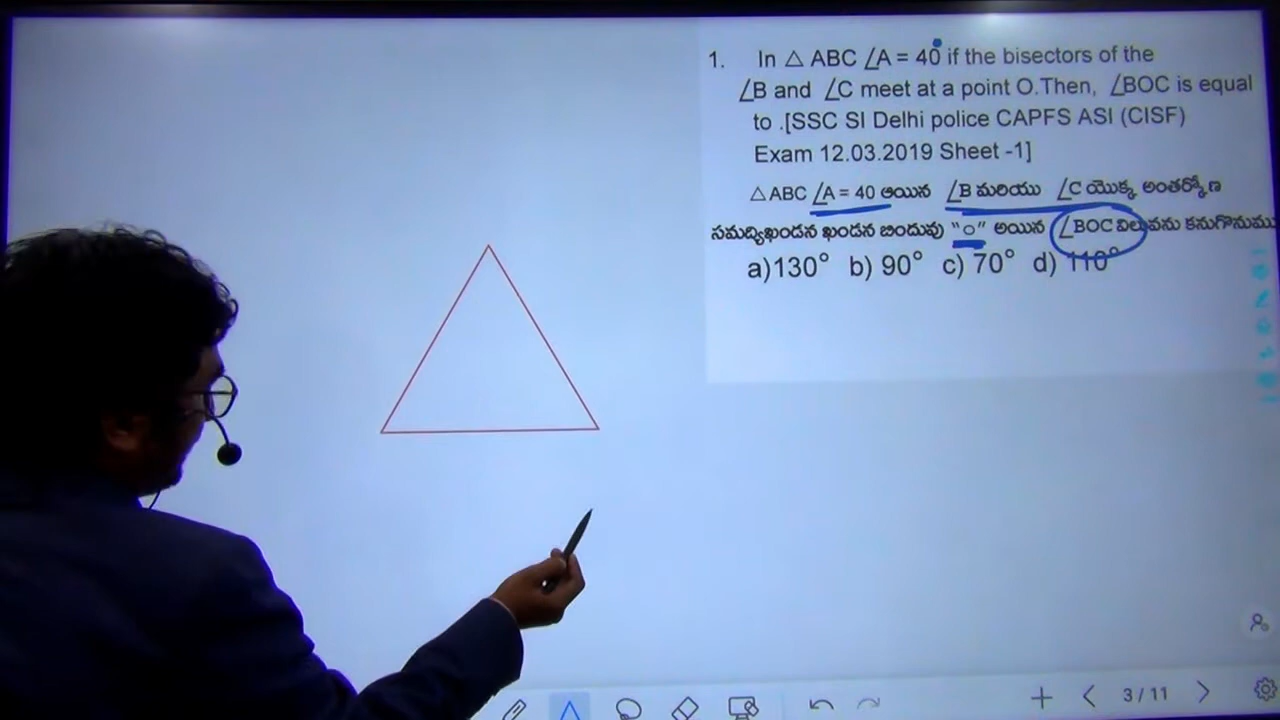 1. In △ ABC ∠A = 40° if the bisectors of the
∠B and ∠C meet at a point O.Then, ∠BOC is equal
to .[SSC SI Delhi police CAPFS ASI (CISF)
Exam 12.03.2019 Sheet -1]
△ABC ∠A = 40 అయిన ∠B మరియు ∠C యొక్క అంతర్కోణ
సమద్విఖండన ఖండన బిందువు "O" అయిన ∠BOC విలువను కనుగొనుము
a)130° b) 90° c) 70° d) 110°
3 / 11